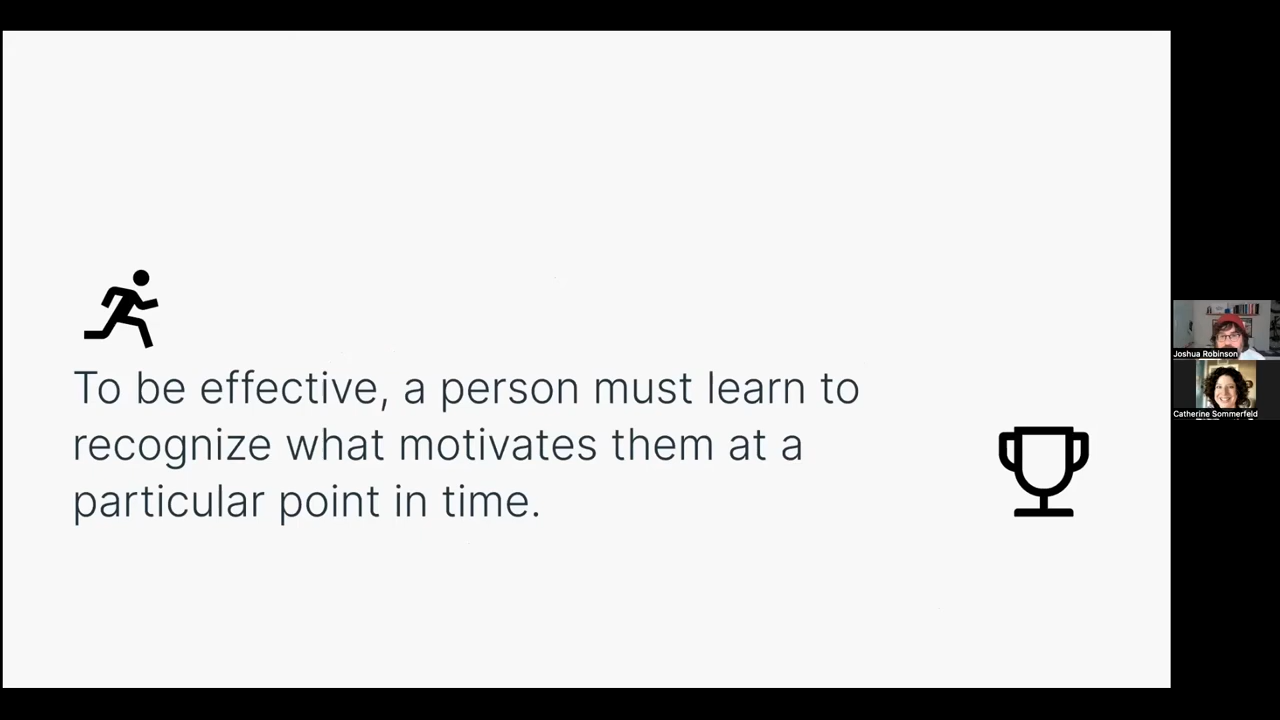 To be effective, a person must learn to
recognize what motivates them at a
particular point in time.
Joshua Robinson
Catherine Sommerfeld